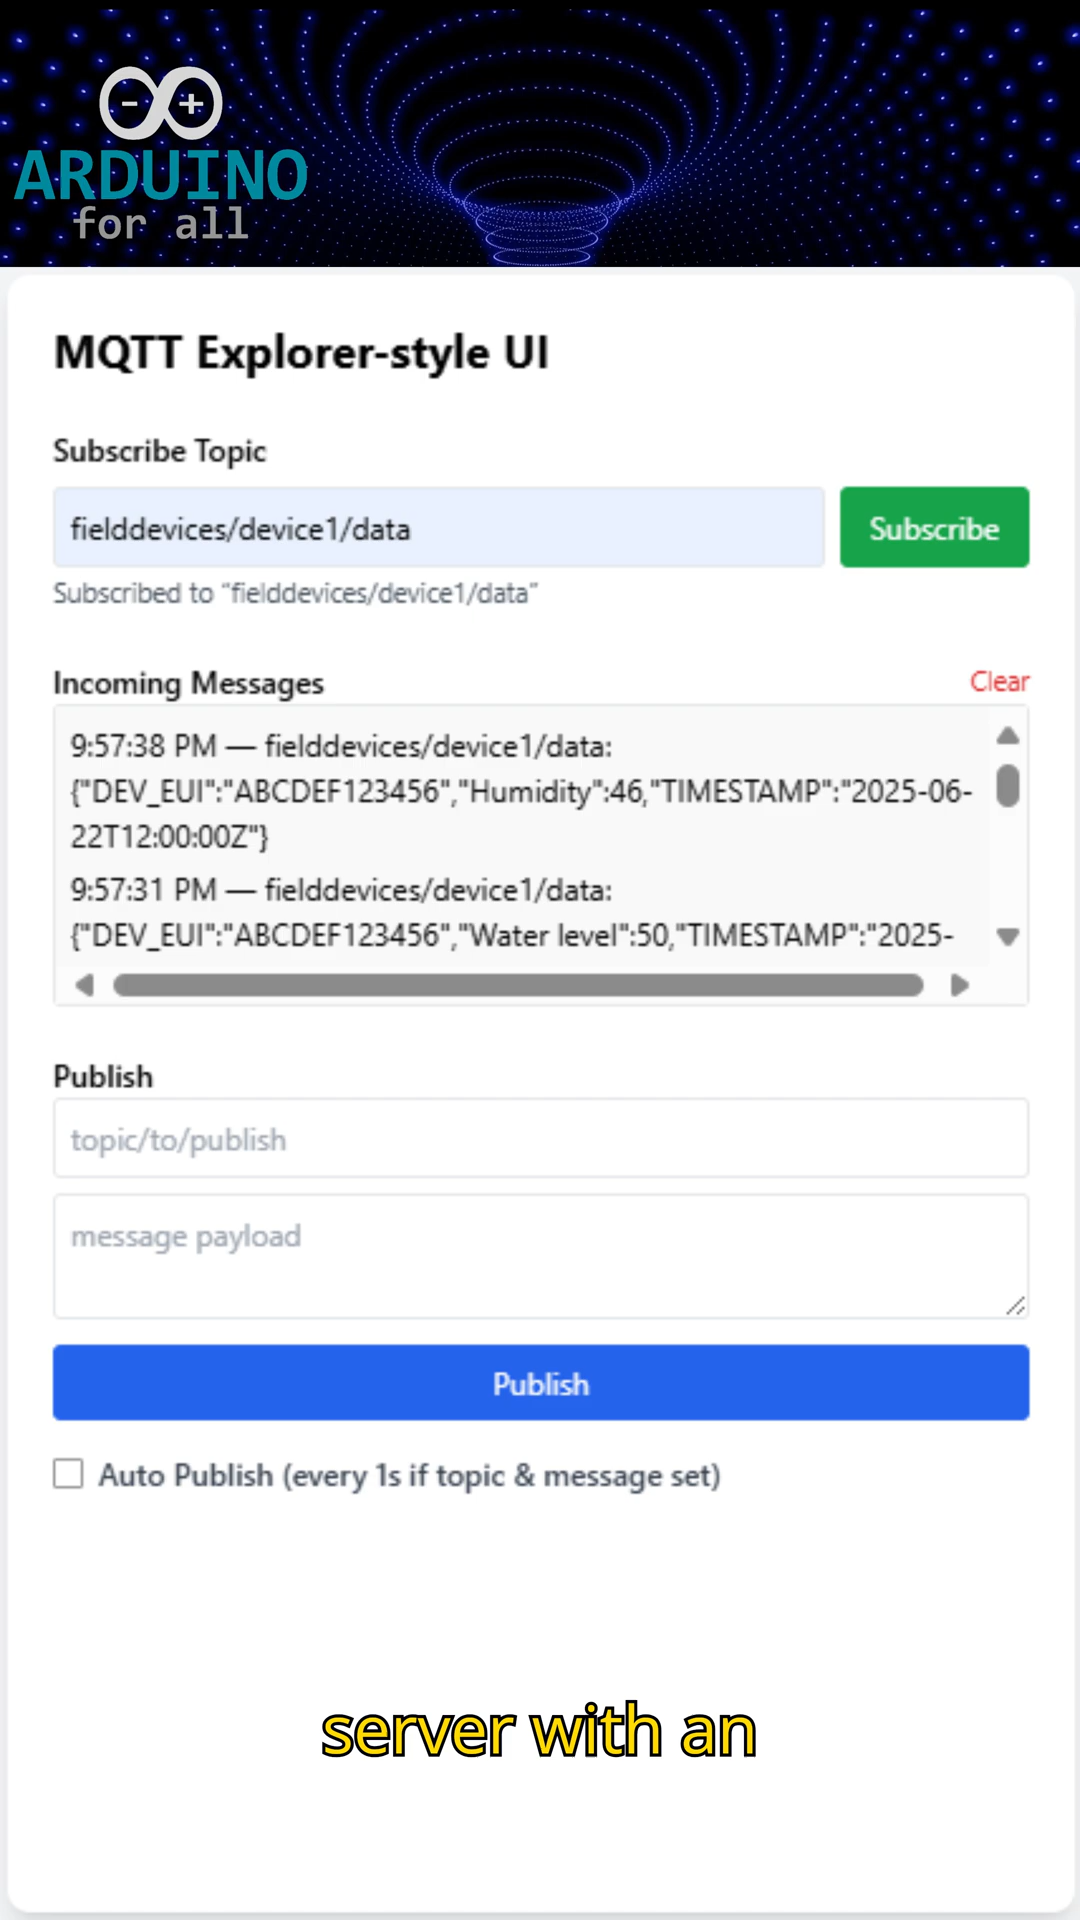 ARDUINO
for all
MQTT Explorer-style UI
Subscribe Topic
fielddevices/device1/data
Subscribe
Subscribed to "fielddevices/device1/data"
Incoming Messages
Clear
9:57:38 PM — fielddevices/device1/data:
{"DEV_EUI":"ABCDEF123456","Humidity":46,"TIMESTAMP":"2025-06-
22T12:00:00Z"}
9:57:31 PM — fielddevices/device1/data:
{"DEV_EUI":"ABCDEF123456","Water level":50,"TIMESTAMP":"2025-
Publish
topic/to/publish
message payload
Publish
Auto Publish (every 1s if topic & message set)
server with an